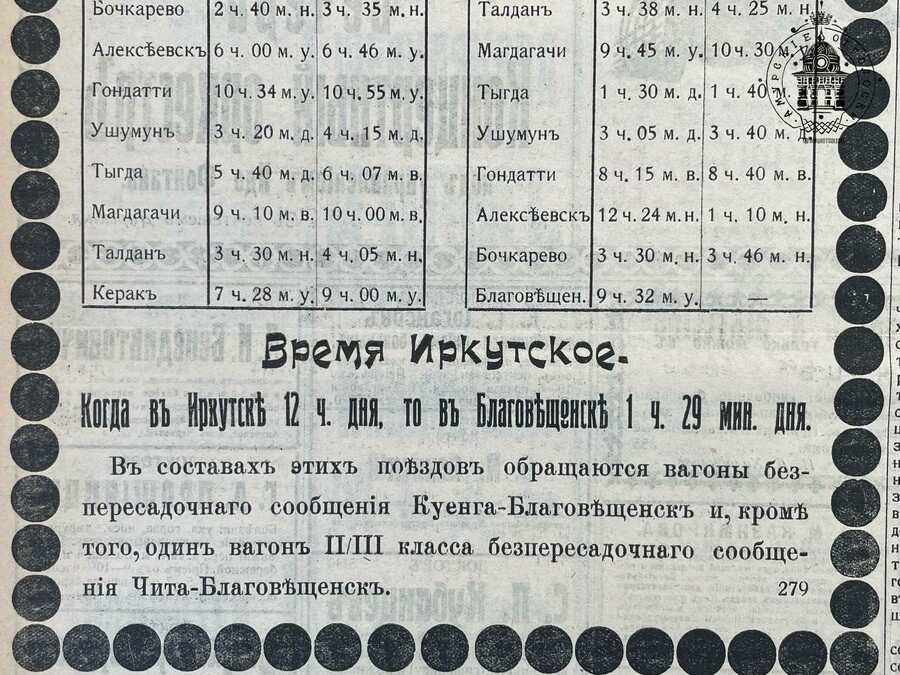 Бочкарево 2 ч. 40 м. н. 3 ч. 35 м. н.
Алексѣевскъ 6 ч. 00 м. у. 6 ч. 46 м. у.
Гондатти 10 ч. 34 м. у. 10 ч. 55 м. у.
Ушумунъ 3 ч. 20 м. д. 4 ч. 15 м. д.
Тыгда 5 ч. 40 м. д. 6 ч. 07 м. в.
Магдагачи 9 ч. 10 м. в. 10 ч. 00 м. в.
Талданъ 3 ч. 30 м. н. 4 ч. 05 м. н.
Керакъ 7 ч. 28 м. у. 9 ч. 00 м. у.
Талданъ 3 ч. 38 м. н. 4 ч. 25 м. н.
Магдагачи 9 ч. 45 м. у. 10 ч. 30 м. у.
Тыгда 1 ч. 30 м. д. 1 ч. 40 м.
Ушумунъ 3 ч. 05 м. д. 3 ч. 40 м. д.
Гондатти 8 ч. 15 м. в. 8 ч. 40 м. в.
Алексѣевскъ 12 ч. 24 м. н. 1 ч. 10 м. н.
Бочкарево 3 ч. 30 м. н. 3 ч. 46 м. н.
Благовѣщен. 9 ч. 32 м. у. —
Время Иркутское.
Когда въ Иркутскѣ 12 ч. дня, то въ Благовѣщенскѣ 1 ч. 29 мин. дня.
Въ составахъ этихъ поѣздовъ обращаются вагоны без-
пересадочнаго сообщенія Куенга-Благовѣщенскъ и, кромѣ
того, одинъ вагонъ II/III класса безпересадочнаго сообще-
нія Чита-Благовѣщенскъ. 279